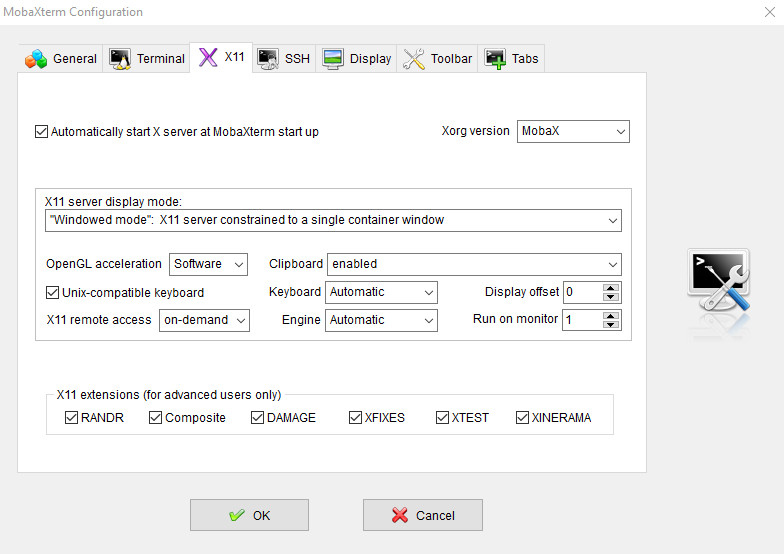 MobaXterm Configuration
General Terminal X11 SSH Display Toolbar Tabs
Automatically start X server at MobaXterm start up Xorg version MobaX
X11 server display mode:
"Windowed mode": X11 server constrained to a single container window
OpenGL acceleration Software Clipboard enabled
Unix-compatible keyboard Keyboard Automatic Display offset 0
X11 remote access on-demand Engine Automatic Run on monitor 1
X11 extensions (for advanced users only)
RANDR Composite DAMAGE XFIXES XTEST XINERAMA
OK Cancel